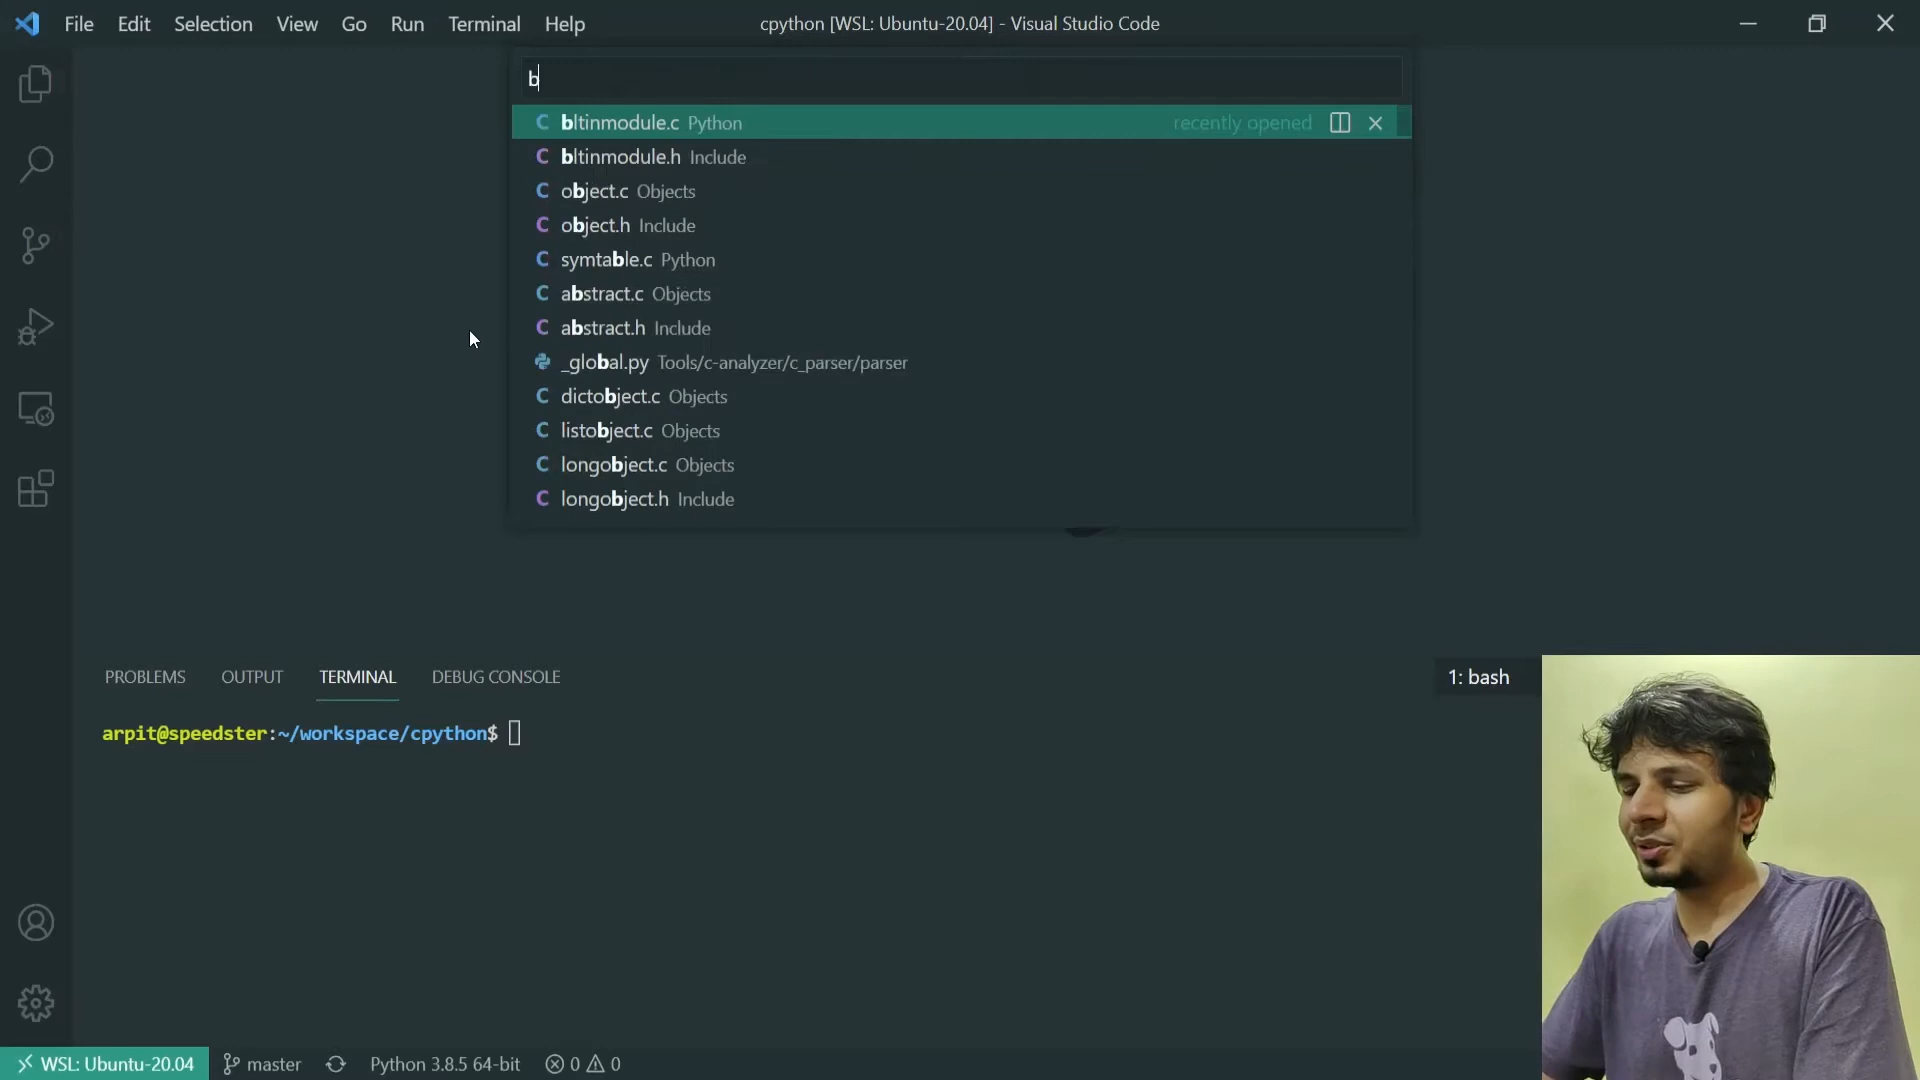 File Edit Selection View Go Run Terminal Help cpython [WSL: Ubuntu-20.04] - Visual Studio Code
b
C bltinmodule.c Python recently opened
C bltinmodule.h Include
C object.c Objects
C object.h Include
C symtable.c Python
C abstract.c Objects
C abstract.h Include
_global.py Tools/c-analyzer/c_parser/parser
C dictobject.c Objects
C listobject.c Objects
C longobject.c Objects
C longobject.h Include
PROBLEMS OUTPUT TERMINAL DEBUG CONSOLE 1: bash
arpit@speedster:~/workspace/cpython$
WSL: Ubuntu-20.04 master Python 3.8.5 64-bit 0 0